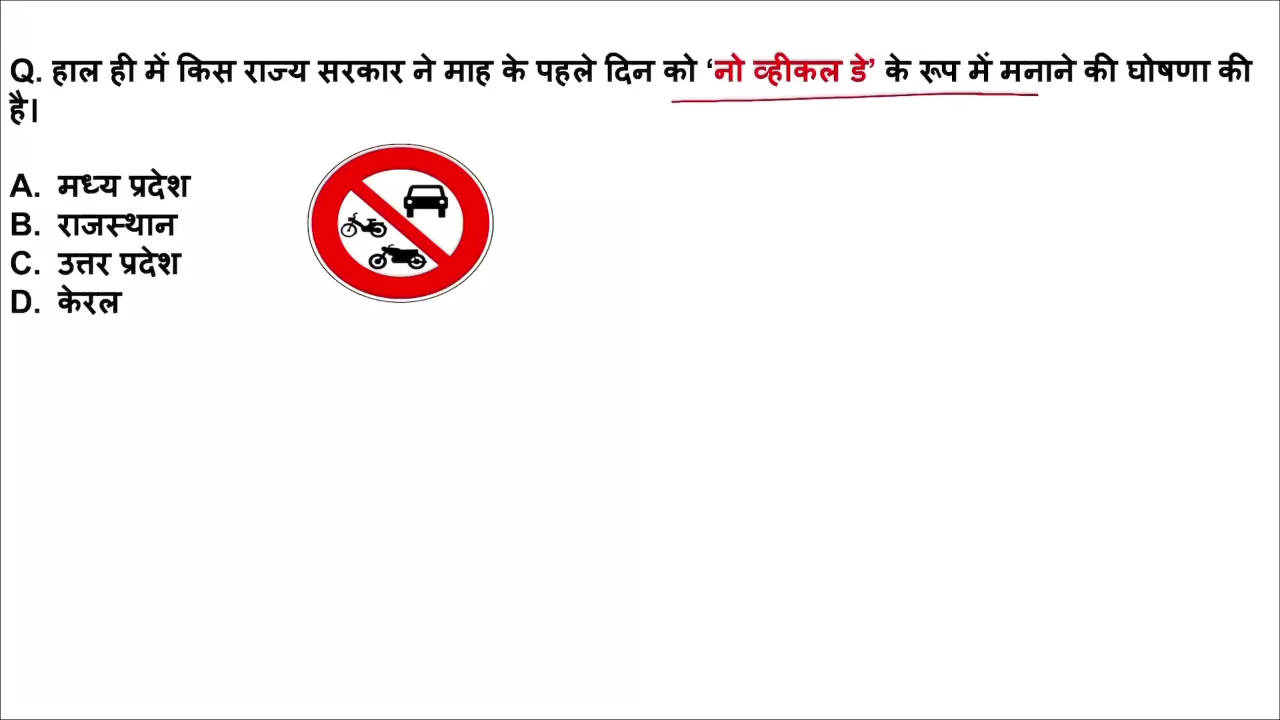 Q. हाल ही में किस राज्य सरकार ने माह के पहले दिन को ‘नो व्हीकल डे’ के रूप में मनाने की घोषणा की
है।
A. मध्य प्रदेश
B. राजस्थान
C. उत्तर प्रदेश
D. केरल